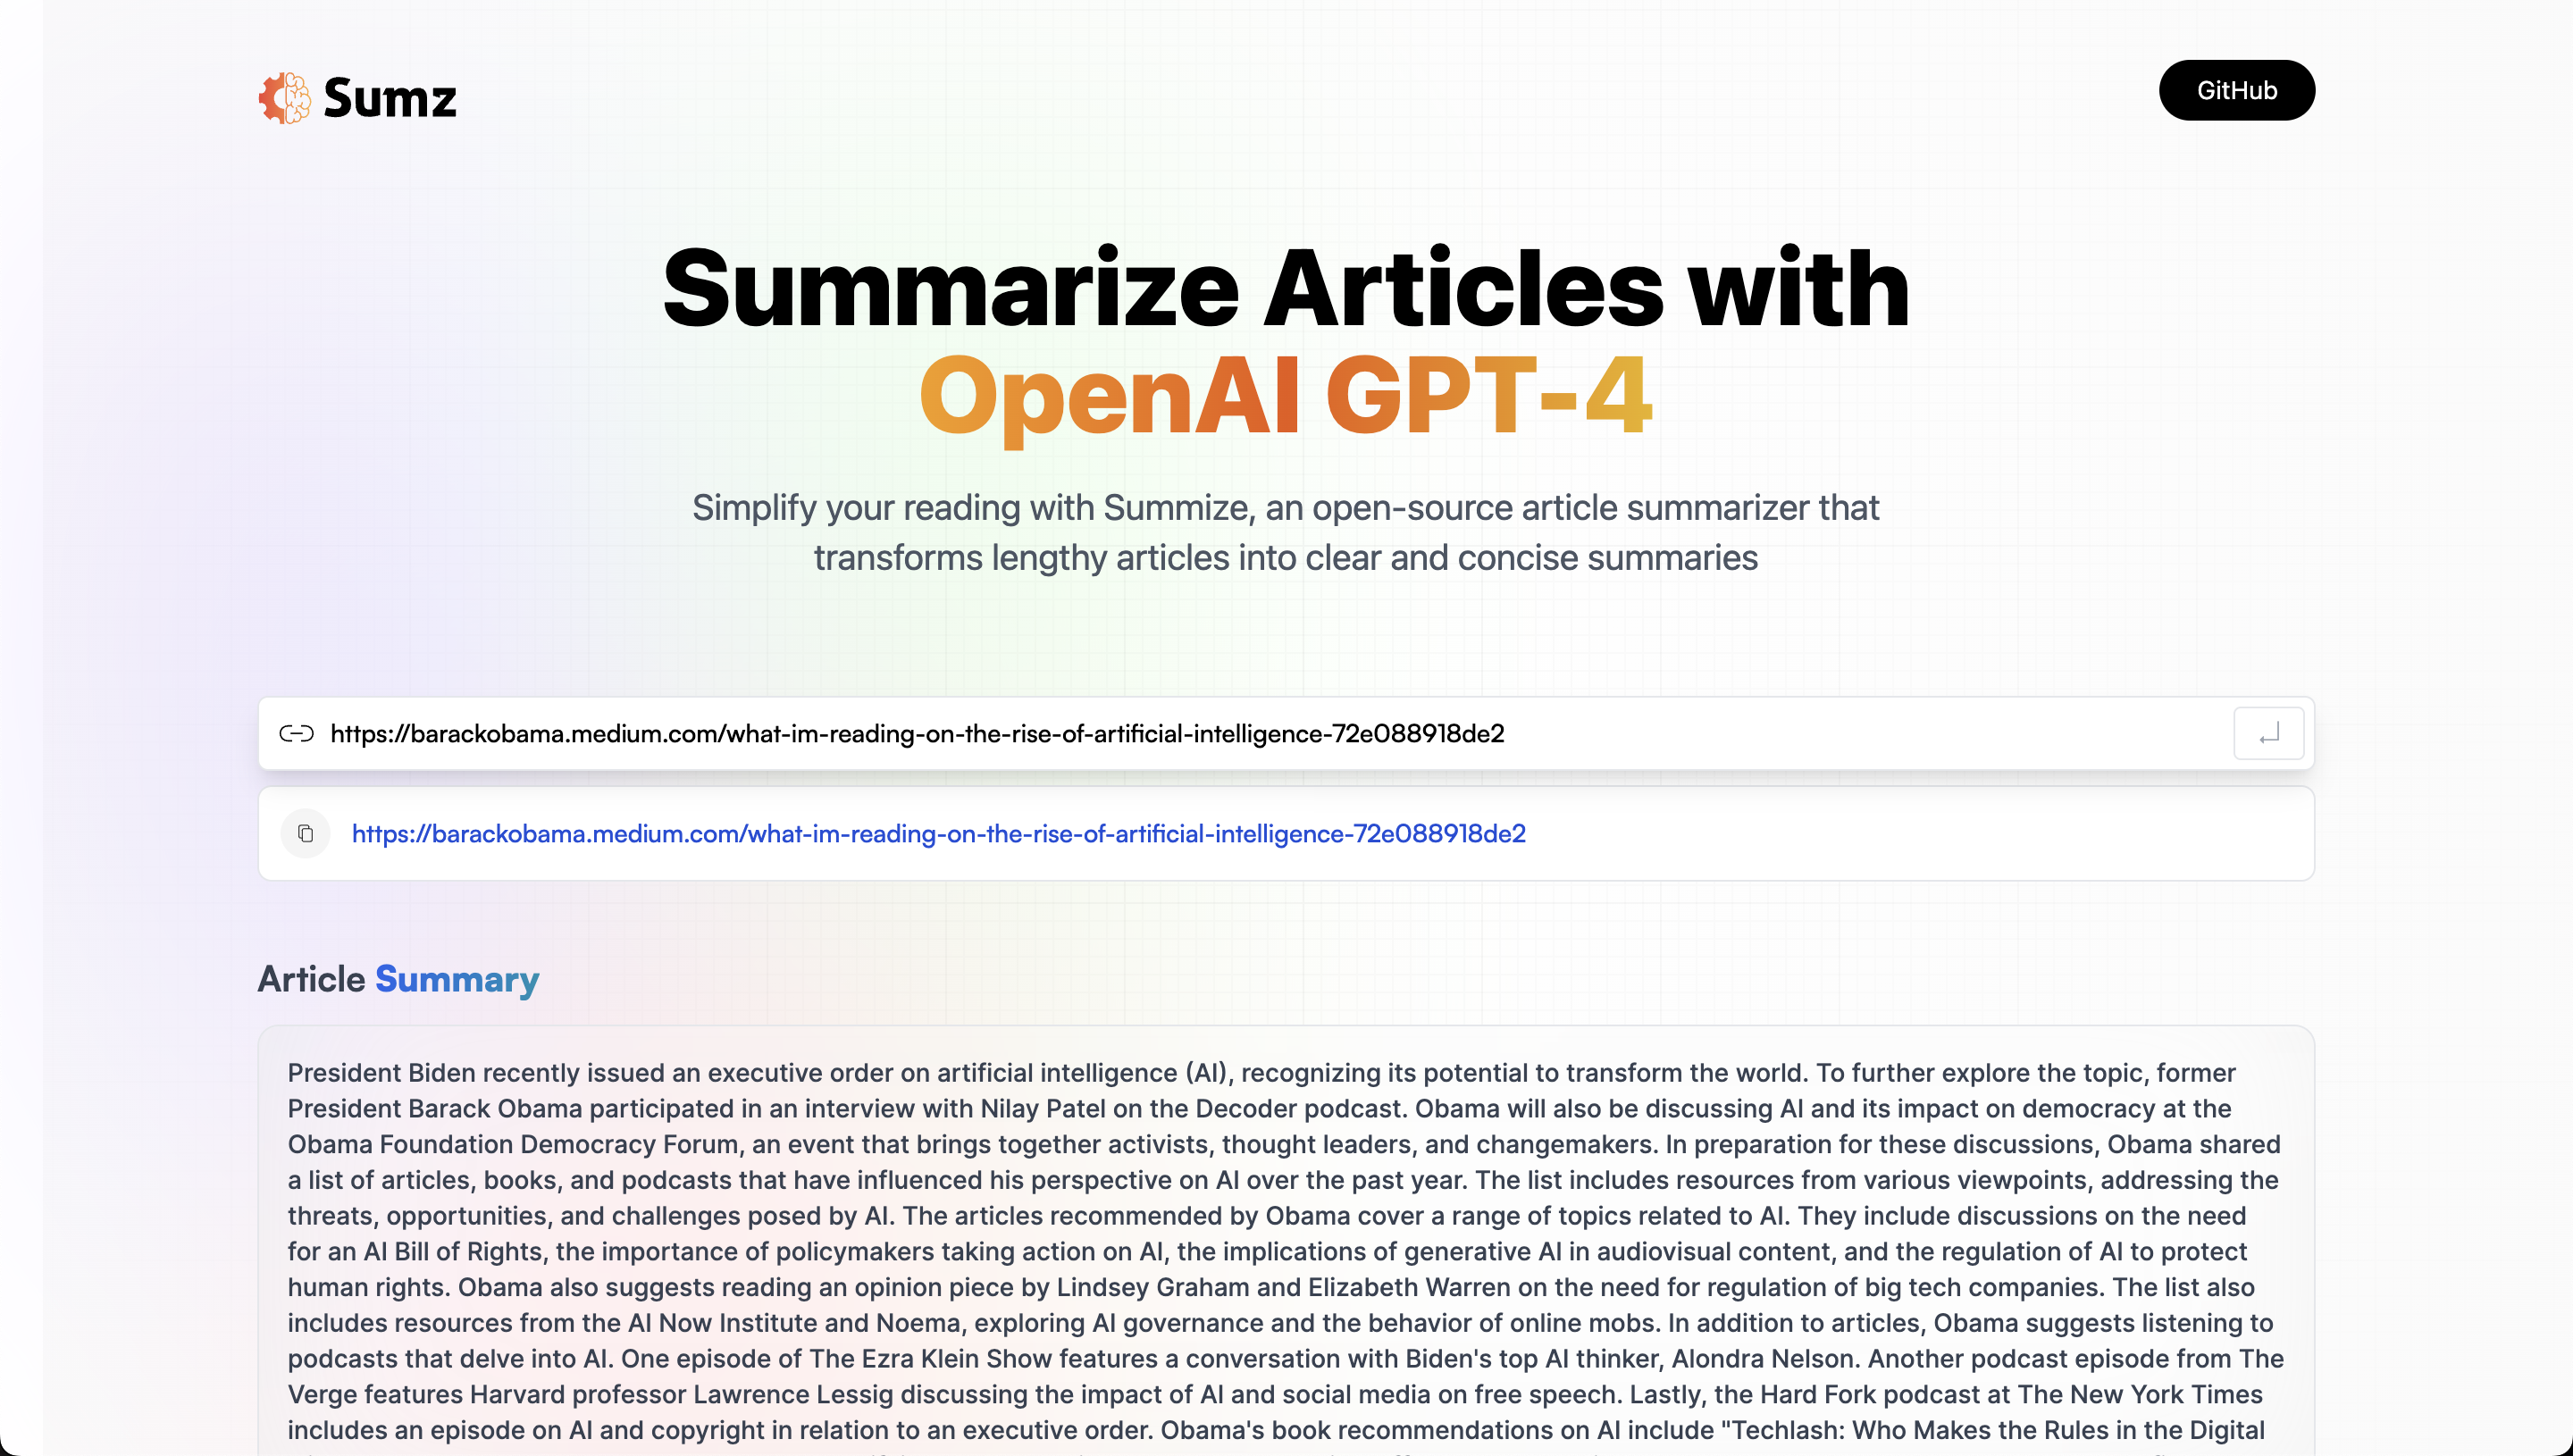 Sumz
GitHub
Summarize Articles with
OpenAI GPT-4
Simplify your reading with Summize, an open-source article summarizer that
transforms lengthy articles into clear and concise summaries
https://barackobama.medium.com/what-im-reading-on-the-rise-of-artificial-intelligence-72e088918de2
https://barackobama.medium.com/what-im-reading-on-the-rise-of-artificial-intelligence-72e088918de2
Article Summary
President Biden recently issued an executive order on artificial intelligence (AI), recognizing its potential to transform the world. To further explore the topic, former
President Barack Obama participated in an interview with Nilay Patel on the Decoder podcast. Obama will also be discussing AI and its impact on democracy at the
Obama Foundation Democracy Forum, an event that brings together activists, thought leaders, and changemakers. In preparation for these discussions, Obama shared
a list of articles, books, and podcasts that have influenced his perspective on AI over the past year. The list includes resources from various viewpoints, addressing the
threats, opportunities, and challenges posed by AI. The articles recommended by Obama cover a range of topics related to AI. They include discussions on the need
for an AI Bill of Rights, the importance of policymakers taking action on AI, the implications of generative AI in audiovisual content, and the regulation of AI to protect
human rights. Obama also suggests reading an opinion piece by Lindsey Graham and Elizabeth Warren on the need for regulation of big tech companies. The list also
includes resources from the AI Now Institute and Noema, exploring AI governance and the behavior of online mobs. In addition to articles, Obama suggests listening to
podcasts that delve into AI. One episode of The Ezra Klein Show features a conversation with Biden's top AI thinker, Alondra Nelson. Another podcast episode from The
Verge features Harvard professor Lawrence Lessig discussing the impact of AI and social media on free speech. Lastly, the Hard Fork podcast at The New York Times
includes an episode on AI and copyright in relation to an executive order. Obama's book recommendations on AI include "Techlash: Who Makes the Rules in the Digital